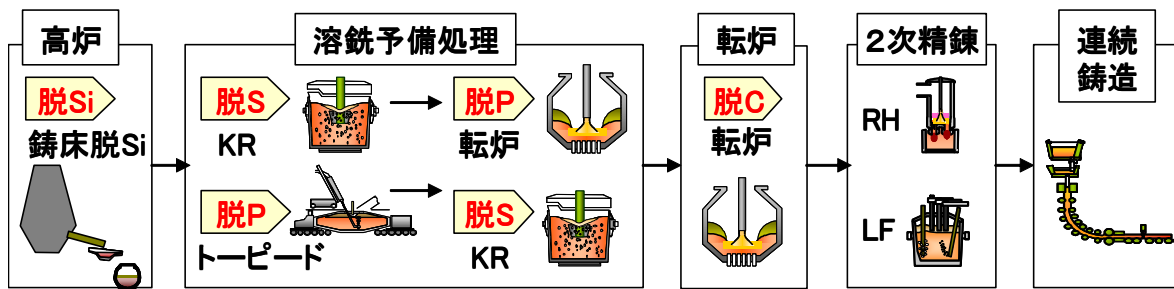 高炉
脱Si
鋳床脱Si
溶銑予備処理
脱S
KR
脱P
転炉
脱P
トーピード
脱S
KR
転炉
脱C
転炉
2次精錬
RH
LF
連続
鋳造